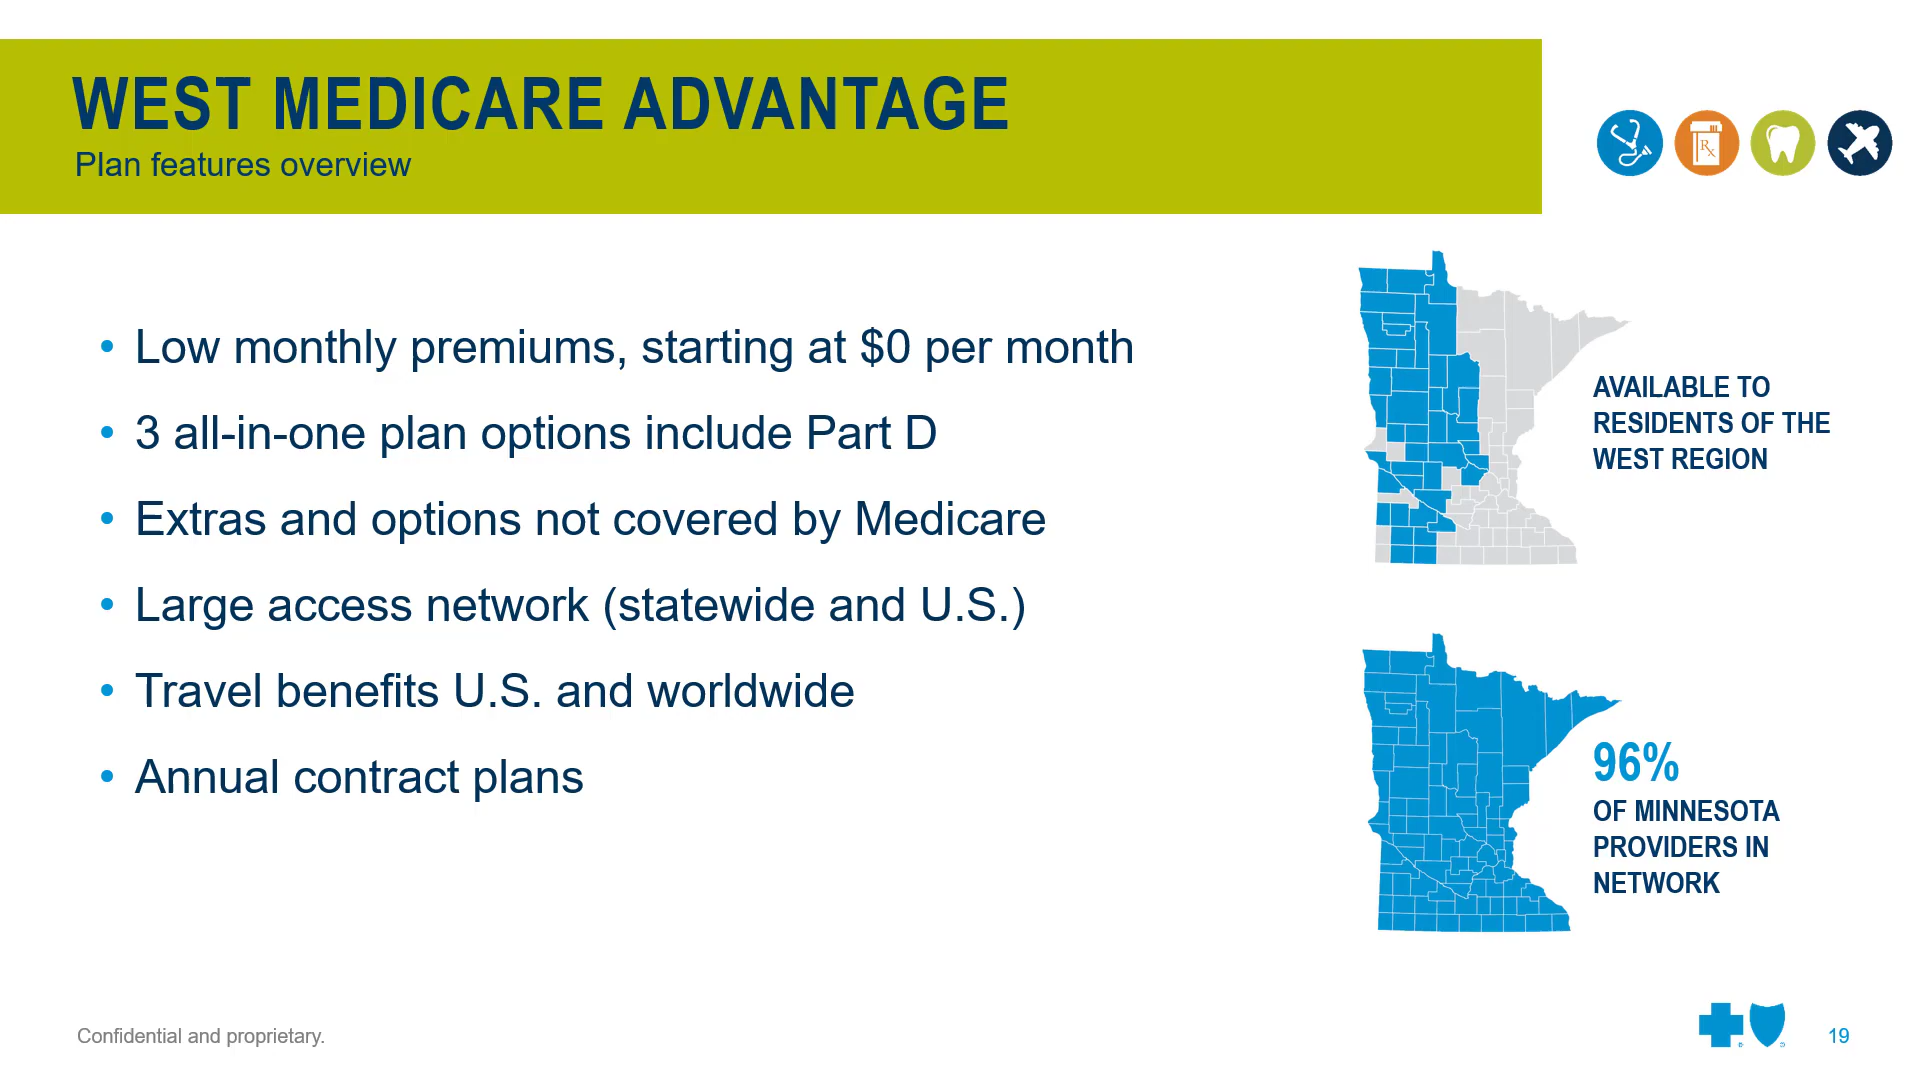 WEST MEDICARE ADVANTAGE
Plan features overview
Rx
• Low monthly premiums, starting at $0 per month
• 3 all-in-one plan options include Part D
• Extras and options not covered by Medicare
• Large access network (statewide and U.S.)
• Travel benefits U.S. and worldwide
• Annual contract plans
AVAILABLE TO
RESIDENTS OF THE
WEST REGION
96%
OF MINNESOTA
PROVIDERS IN
NETWORK
Confidential and proprietary.
19